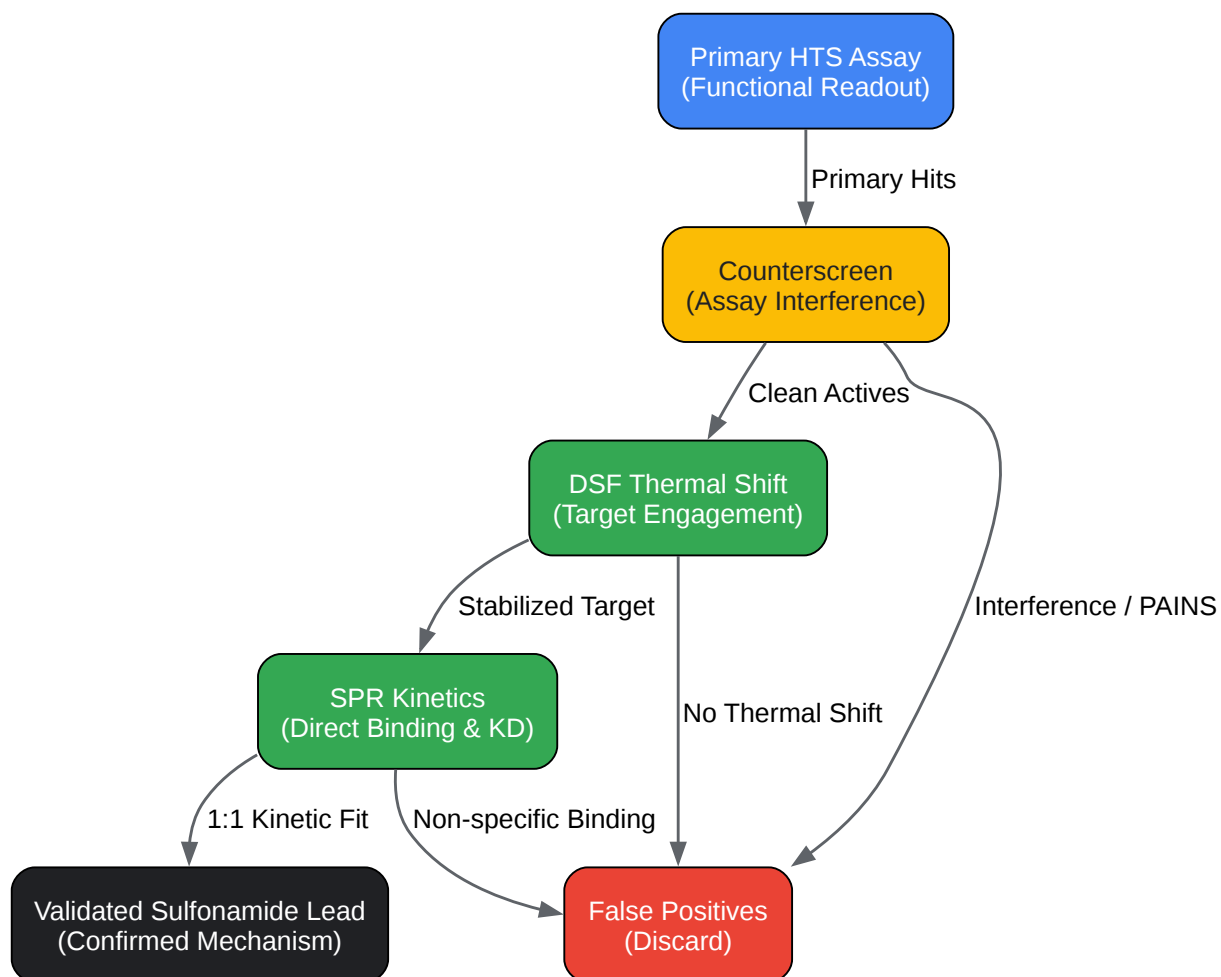 Primary HTS Assay
(Functional Readout)
Primary Hits
Counterscreen
(Assay Interference)
Clean Actives
DSF Thermal Shift
(Target Engagement)
Stabilized Target
Interference / PAINS
SPR Kinetics
(Direct Binding & KD)
No Thermal Shift
1:1 Kinetic Fit
Non-specific Binding
Validated Sulfonamide Lead
(Confirmed Mechanism)
False Positives
(Discard)